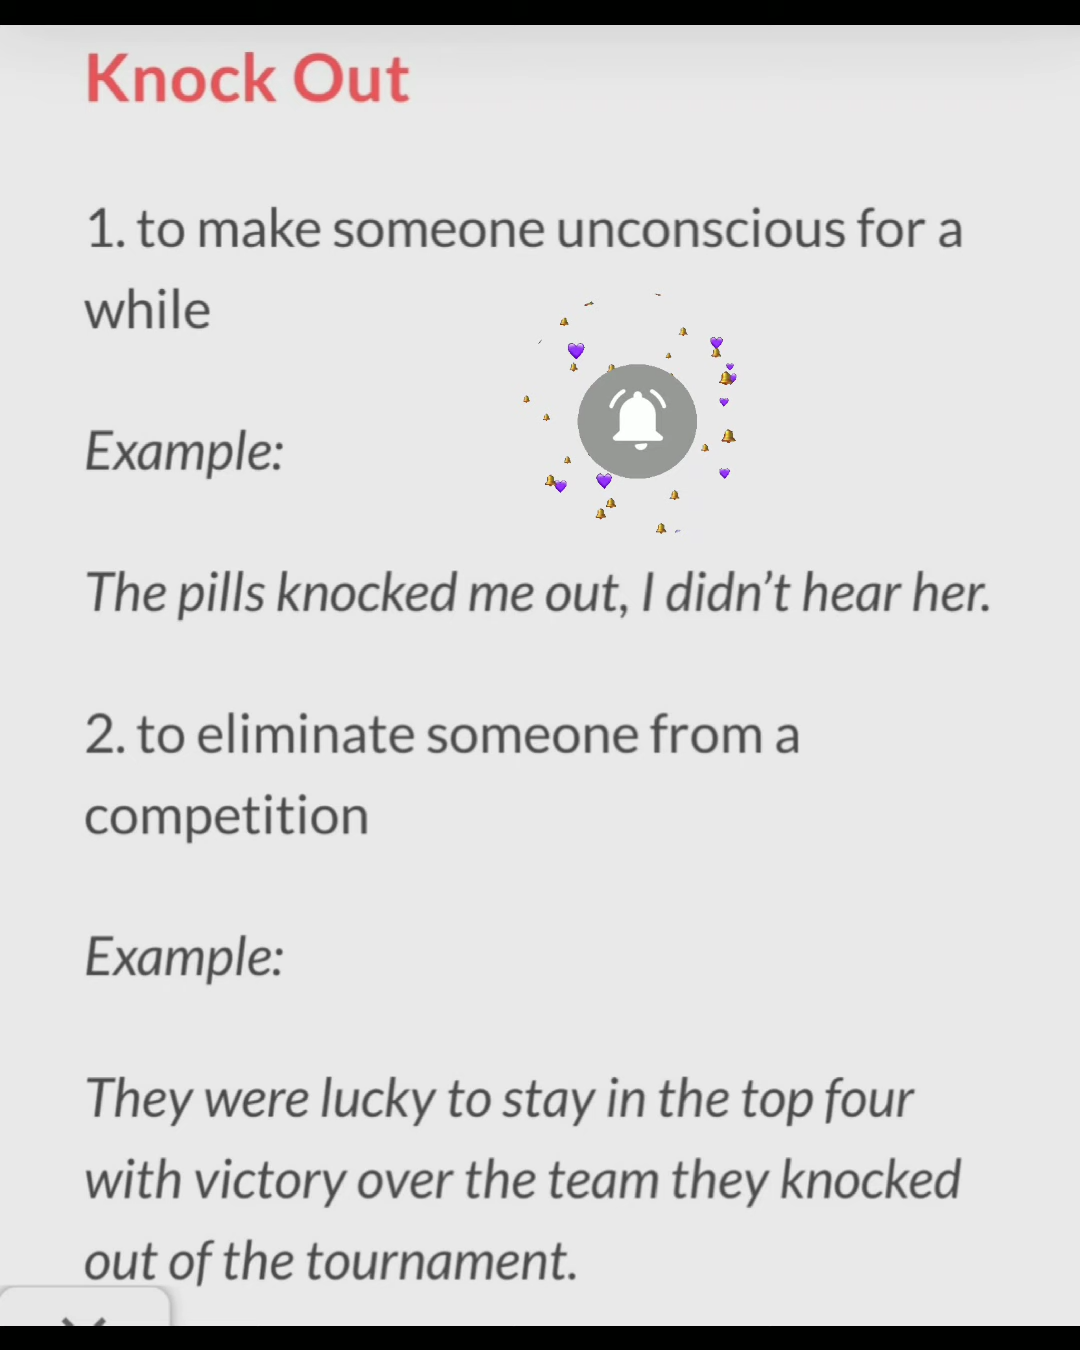 Knock Out
1. to make someone unconscious for a
while
Example:
The pills knocked me out, I didn’t hear her.
2. to eliminate someone from a
competition
Example:
They were lucky to stay in the top four
with victory over the team they knocked
out of the tournament.